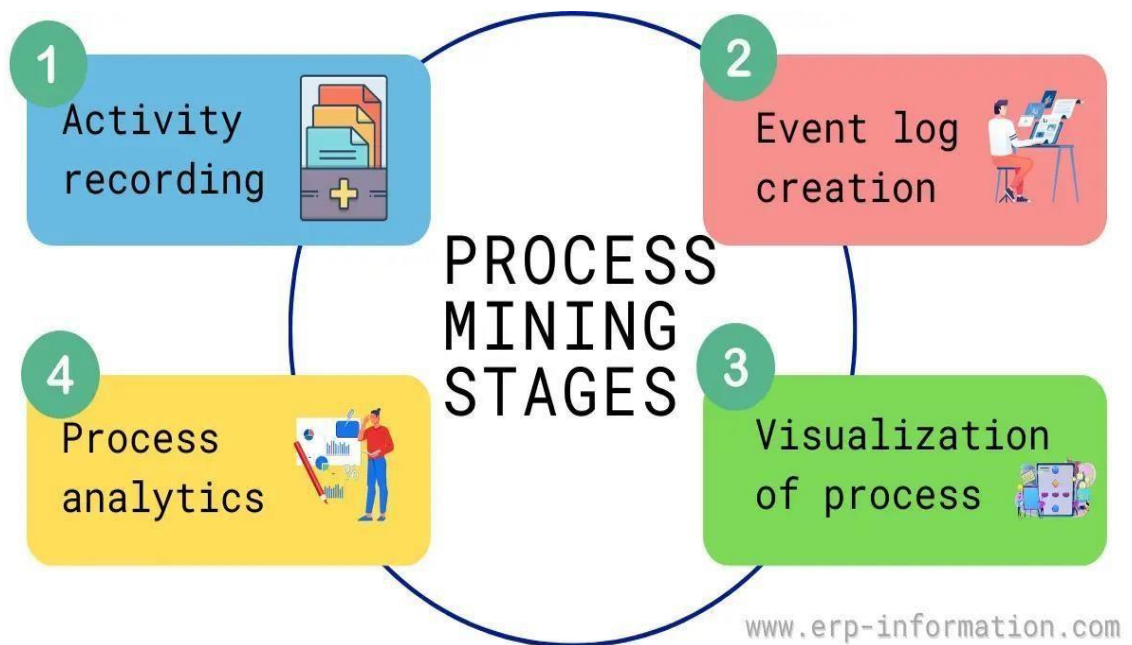 1
Activity
recording
2
Event log
creation
PROCESS
MINING
STAGES
3
Visualization
of process
4
Process
analytics
www.erp-information.com